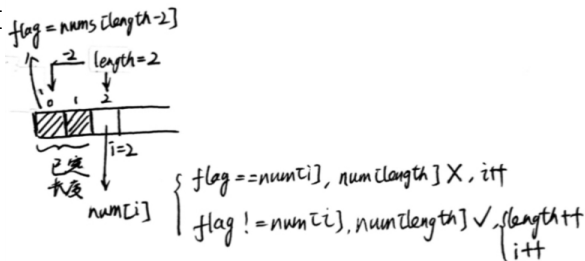 flag=nums[length-2]
-2 length=2
0 1 2
已定
长度
i=2
num[i]
flag==num[i], num[length] X, i++
flag!=num[i], num[length] ✓, length++
i++